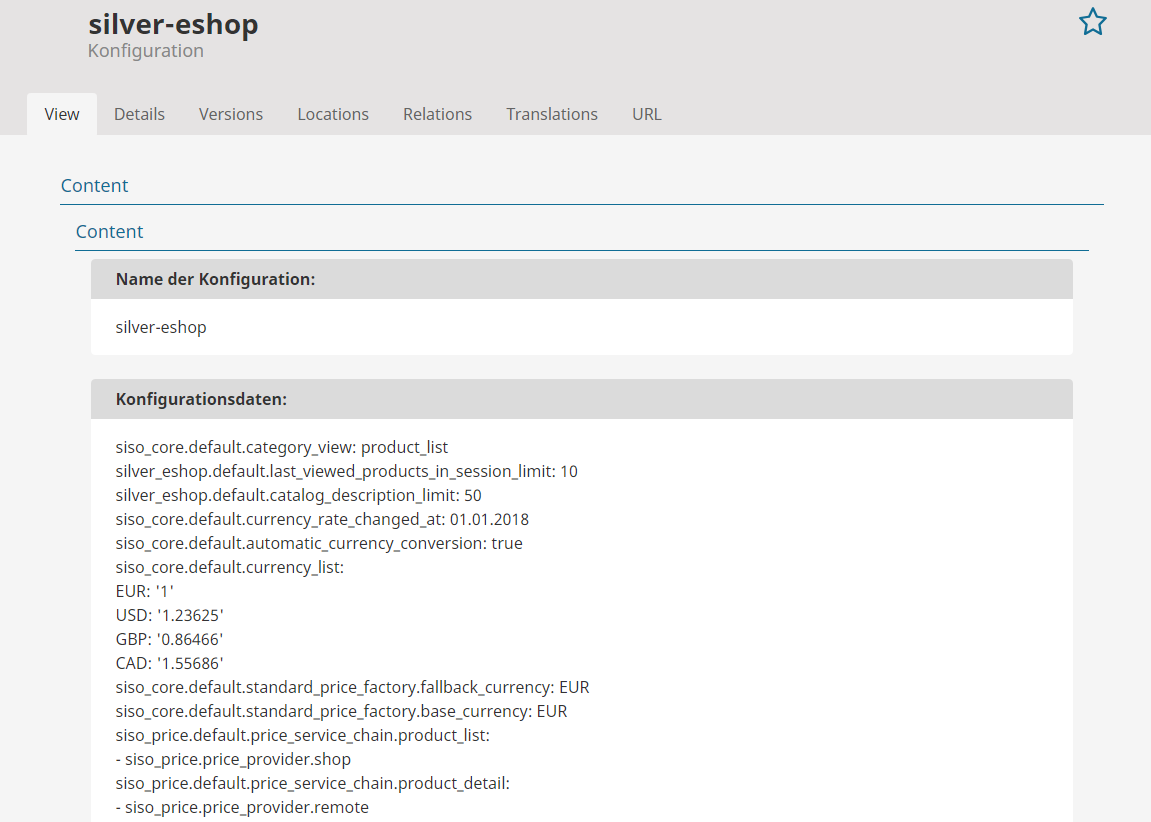 silver-eshop
Konfiguration
View Details Versions Locations Relations Translations URL
Content
Content
Name der Konfiguration:
silver-eshop
Konfigurationsdaten:
siso_core.default.category_view: product_list
silver_eshop.default.last_viewed_products_in_session_limit: 10
silver_eshop.default.catalog_description_limit: 50
siso_core.default.currency_rate_changed_at: 01.01.2018
siso_core.default.automatic_currency_conversion: true
siso_core.default.currency_list:
EUR: '1'
USD: '1.23625'
GBP: '0.86466'
CAD: '1.55686'
siso_core.default.standard_price_factory.fallback_currency: EUR
siso_core.default.standard_price_factory.base_currency: EUR
siso_price.default.price_service_chain.product_list:
- siso_price.price_provider.shop
siso_price.default.price_service_chain.product_detail:
- siso_price.price_provider.remote